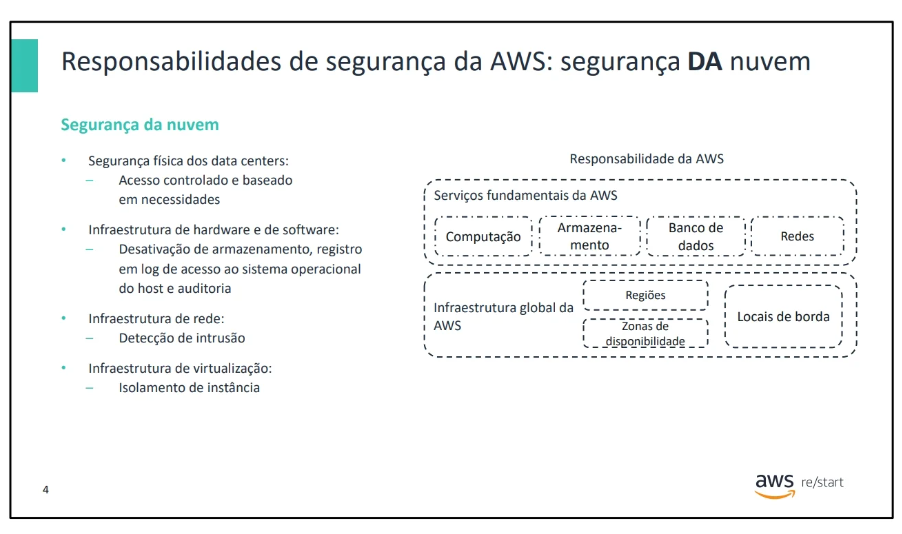 Responsabilidades de segurança da AWS: segurança DA nuvem
Segurança da nuvem
• Segurança física dos data centers:
– Acesso controlado e baseado
em necessidades
• Infraestrutura de hardware e de software:
– Desativação de armazenamento, registro
em log de acesso ao sistema operacional
do host e auditoria
• Infraestrutura de rede:
– Detecção de intrusão
• Infraestrutura de virtualização:
– Isolamento de instância
Responsabilidade da AWS
Serviços fundamentais da AWS
Computação
Armazena-
mento
Banco de
dados
Redes
Infraestrutura global da
AWS
Regiões
Zonas de
disponibilidade
Locais de borda
4
aws re/start